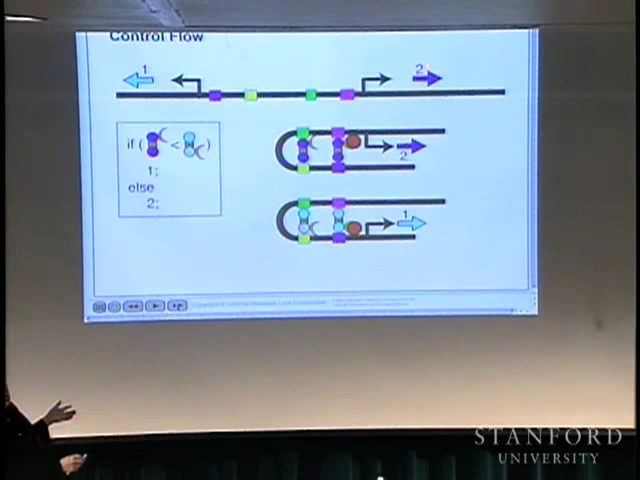 Control Flow
1
2
if ( < )
1;
else
2;
2
1
STANFORD
UNIVERSITY